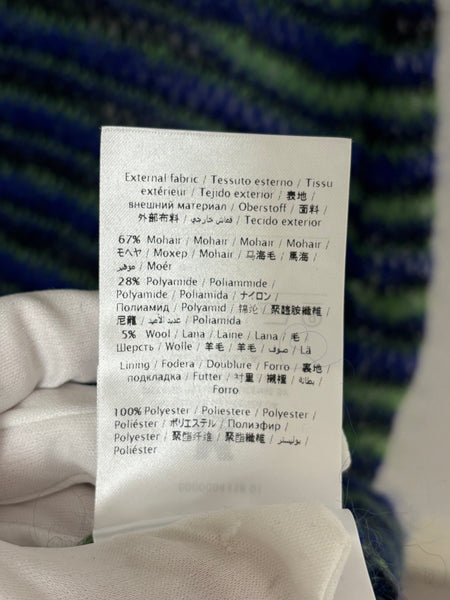 External fabric / Tessuto esterno / Tissu
extérieur / Tejido exterior / 表地 /
внешний материал / Oberstoff / 面料 /
外部布料 / قماش خارجي / Tecido exterior
67% Mohair / Mohair / Mohair / Mohair /
モヘヤ / Мохер / Mohair / 马海毛 / 馬海 /
موهير / Moér
28% Polyamide / Poliammide /
Polyamide / Poliamida / ナイロン /
Полиамид / Polyamid / 锦沦 / 聚醯胺纖維 /
尼龍 / / Poliamida
5% Wool / Lana / Laine / Lana / 毛 /
Шерсть / Wolle / 羊毛 / 羊毛 / صوف / Lã
Lining / Fodera / Doublure / Forro / 裏地 /
подкладка / Futter / 衬里 / 襯裡 / بطانة /
Forro
100% Polyester / Poliestere / Polyester /
Poliéster / ポリエステル / Полиэфир /
Polyester / 聚酯纤维 / 聚酯纖維 / بوليستر /
Poliéster